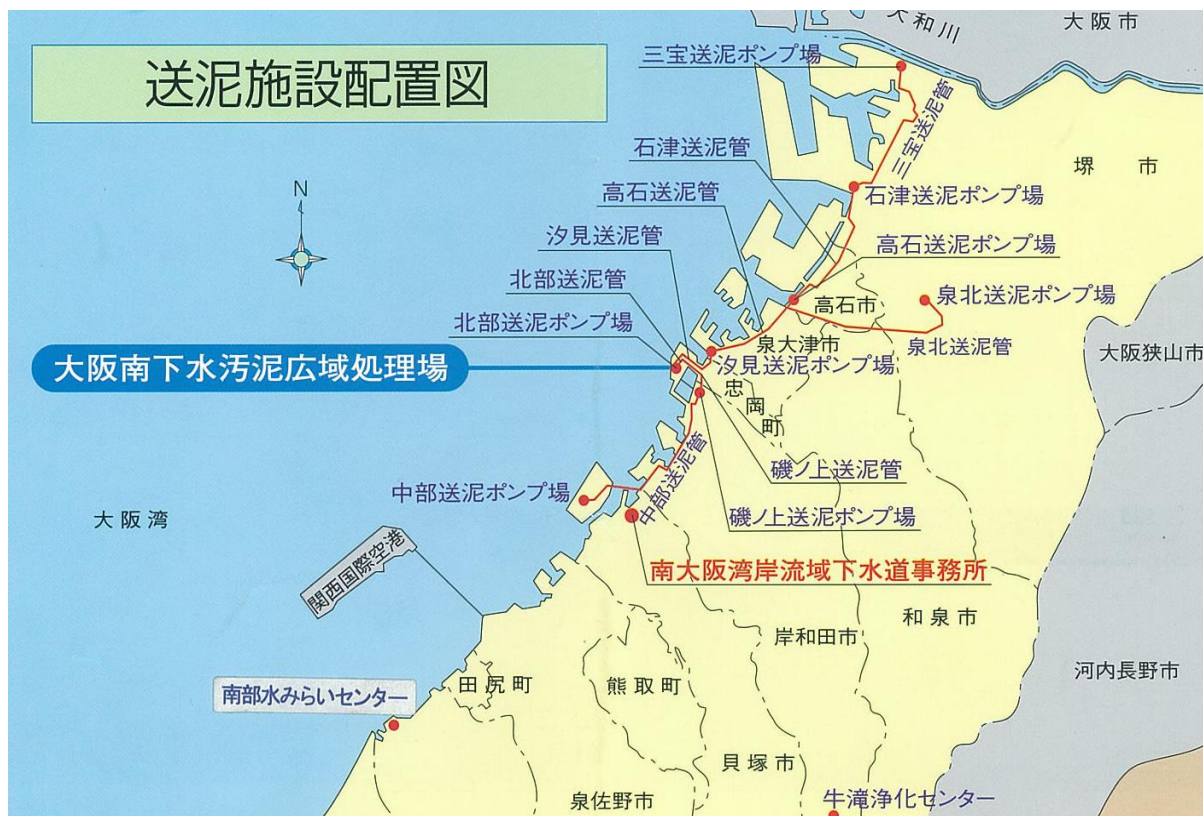 送泥施設配置図
大和川
大阪市
三宝送泥ポンプ場
三宝送泥管
石津送泥管
堺市
高石送泥管
石津送泥ポンプ場
N
汐見送泥管
高石送泥ポンプ場
北部送泥管
高石市
泉北送泥ポンプ場
北部送泥ポンプ場
泉大津市
泉北送泥管
大阪南下水汚泥広域処理場
汐見送泥ポンプ場
大阪狭山市
忠岡町
磯ノ上送泥管
中部送泥ポンプ場
中部送泥管
大阪湾
磯ノ上送泥ポンプ場
関西国際空港
南大阪湾岸流域下水道事務所
和泉市
岸和田市
河内長野市
南部水みらいセンター
田尻町
熊取町
貝塚市
泉佐野市
牛滝浄化センター